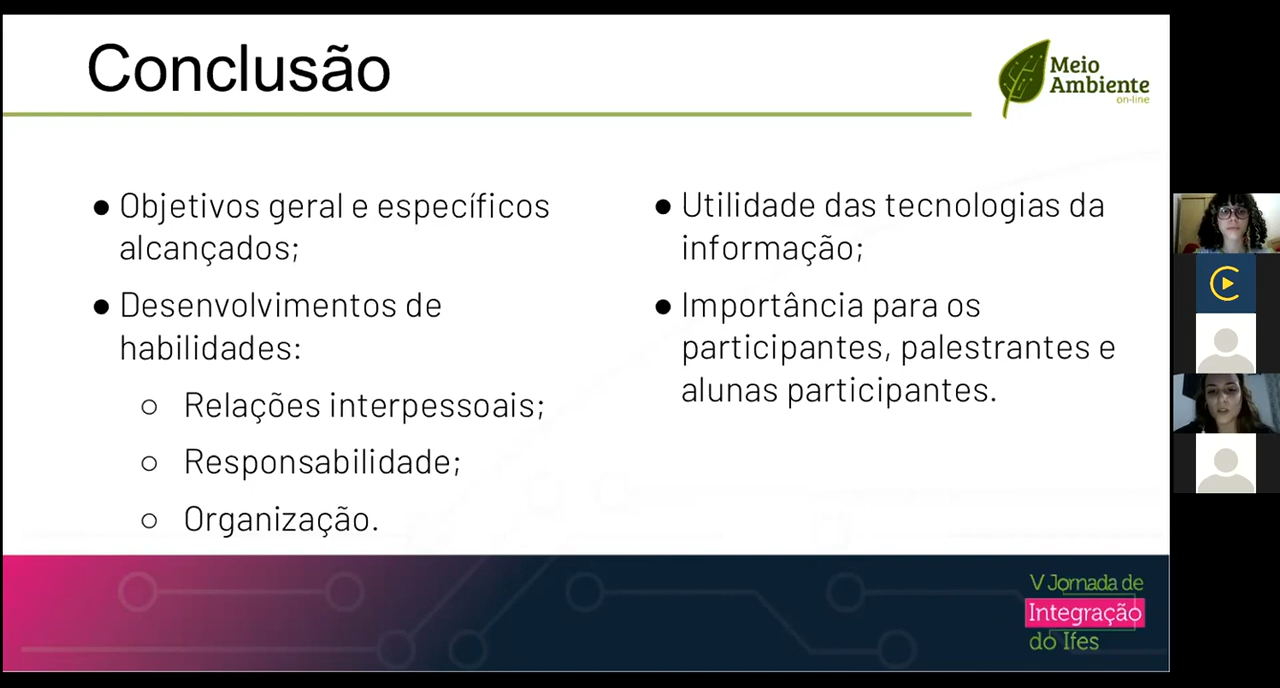 Conclusão
Meio
Ambiente
on-line
● Objetivos geral e específicos
alcançados;
● Desenvolvimentos de
habilidades:
○ Relações interpessoais;
○ Responsabilidade;
○ Organização.
● Utilidade das tecnologias da
informação;
● Importância para os
participantes, palestrantes e
alunas participantes.
V Jornada de
Integração
do Ifes